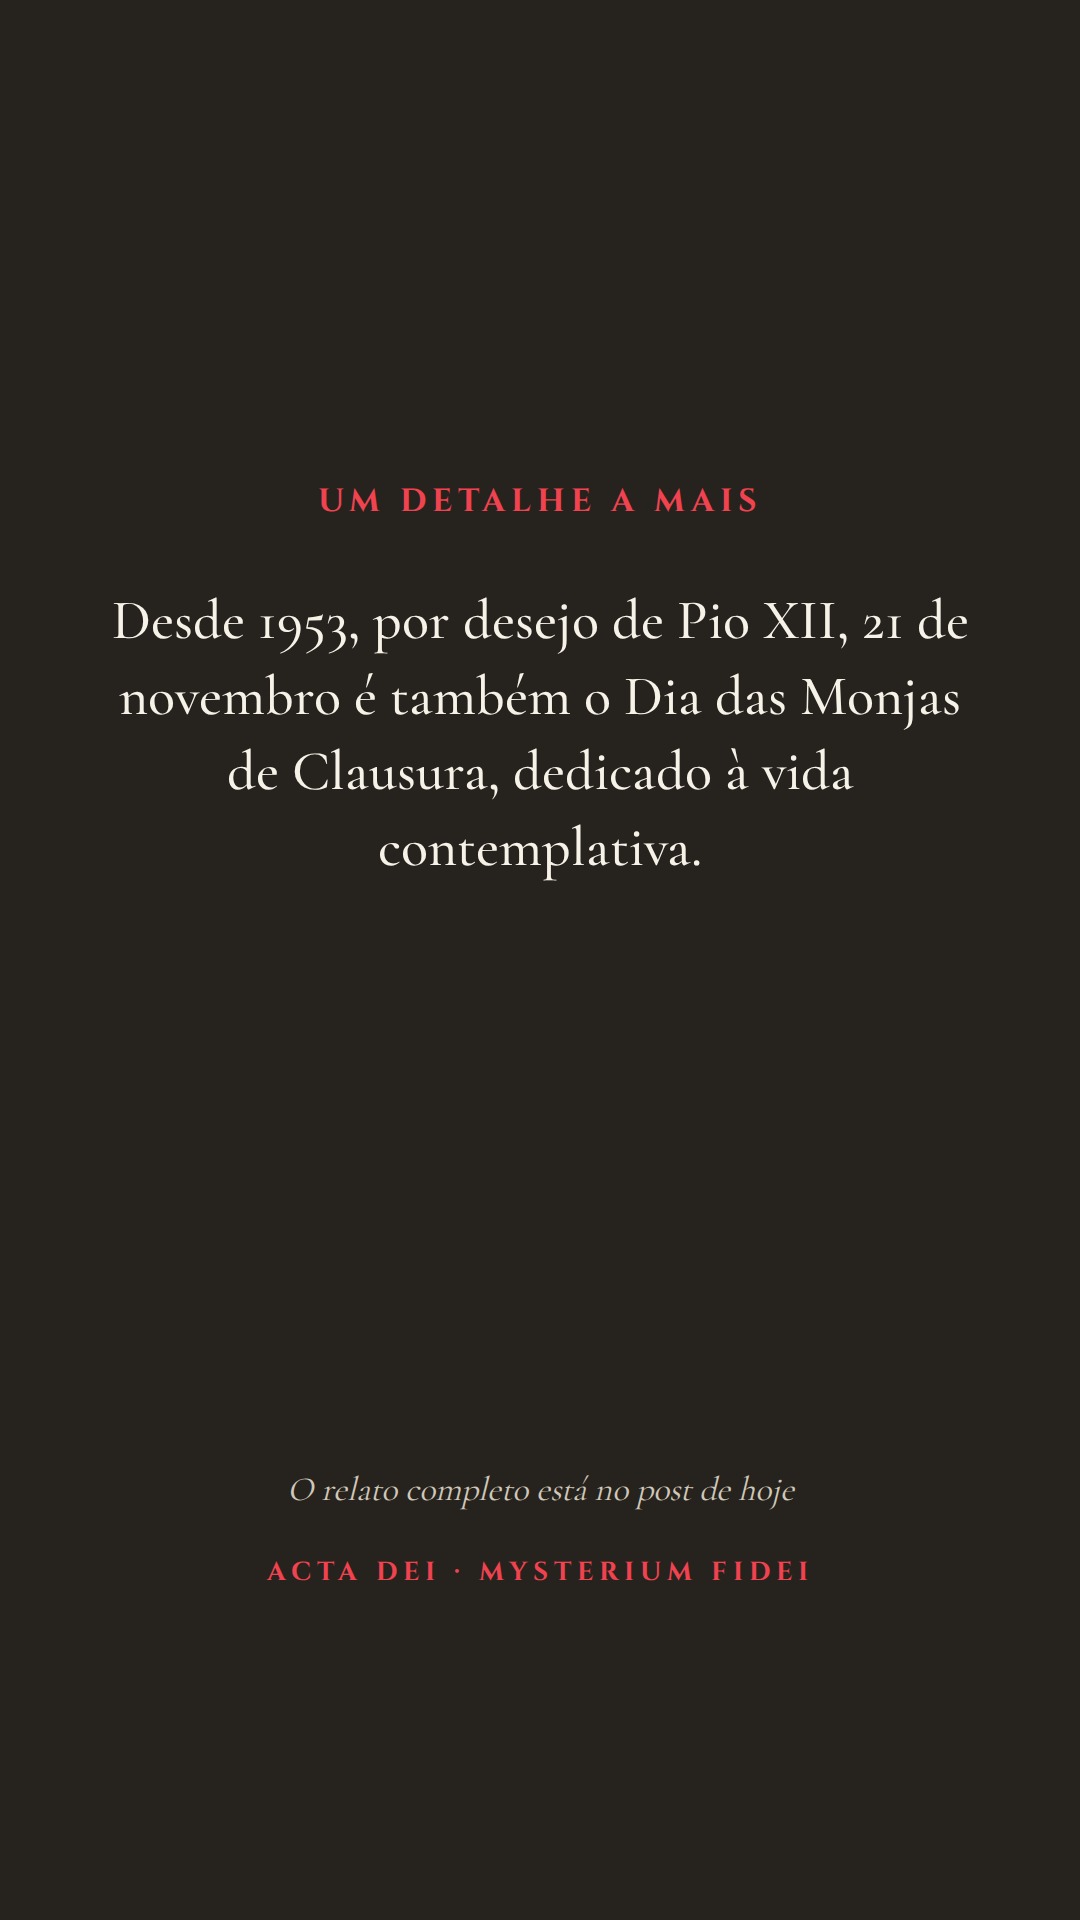 UM DETALHE A MAIS
Desde 1953, por desejo de Pio XII, 21 de
novembro é também o Dia das Monjas
de Clausura, dedicado à vida
contemplativa.
O relato completo está no post de hoje
ACTA DEI · MYSTERIUM FIDEI